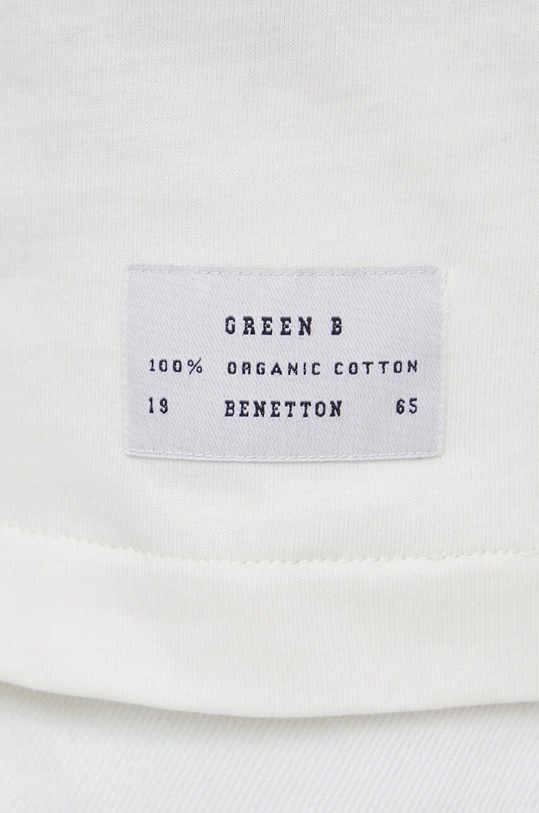 GREEN B
100% ORGANIC COTTON
19 BENETTON 65